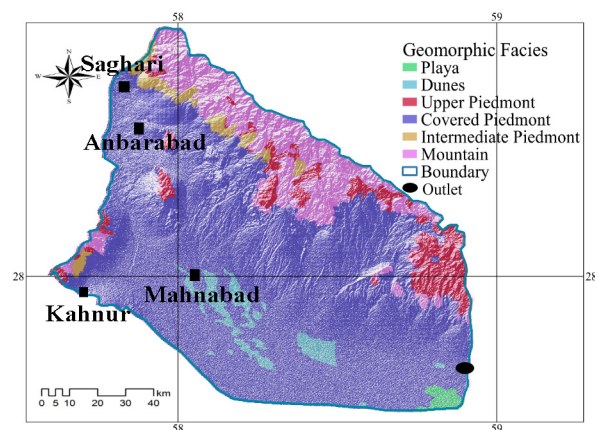 58 59
N
W E
S
Saghari
Anbarabad
Geomorphic Facies
Playa
Dunes
Upper Piedmont
Covered Piedmont
Intermediate Piedmont
Mountain
Boundary
Outlet
28 28
Mahnabad
Kahnur
km
0 5 10 20 30 40
58 59